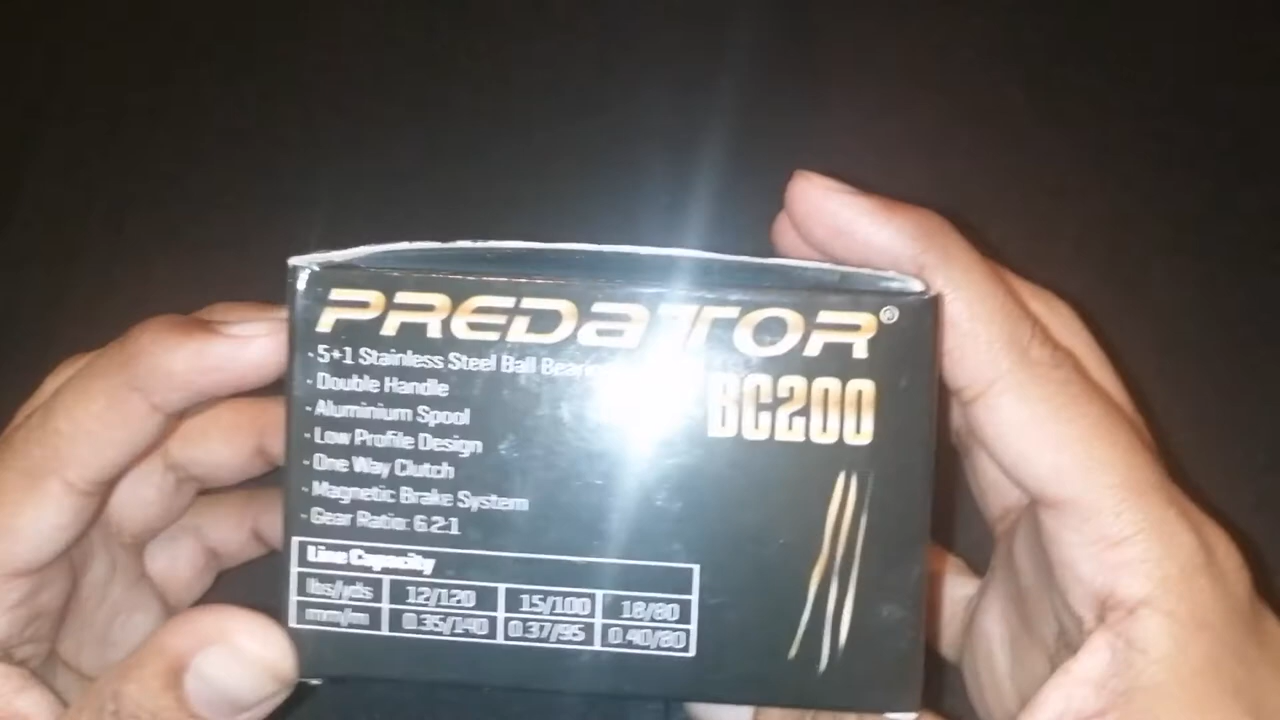 PREDATOR®
- 5+1 Stainless Steel Ball
BC200
- Double Handle
- Aluminium Spool
- Low Profile Design
- One Way Clutch
- Magnetic Brake System
- Gear Ratio: 6.2:1
Line Capacity
lbs/yds 12/120 15/100 18/80
mm/m 0.35/140 0.37/95 0.40/80